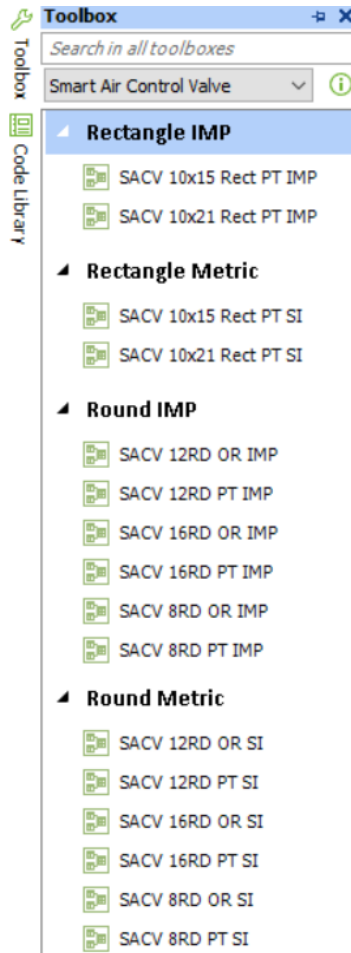 Toolbox
Toolbox
Code Library
Search in all toolboxes
Smart Air Control Valve
Rectangle IMP
SACV 10x15 Rect PT IMP
SACV 10x21 Rect PT IMP
Rectangle Metric
SACV 10x15 Rect PT SI
SACV 10x21 Rect PT SI
Round IMP
SACV 12RD OR IMP
SACV 12RD PT IMP
SACV 16RD OR IMP
SACV 16RD PT IMP
SACV 8RD OR IMP
SACV 8RD PT IMP
Round Metric
SACV 12RD OR SI
SACV 12RD PT SI
SACV 16RD OR SI
SACV 16RD PT SI
SACV 8RD OR SI
SACV 8RD PT SI